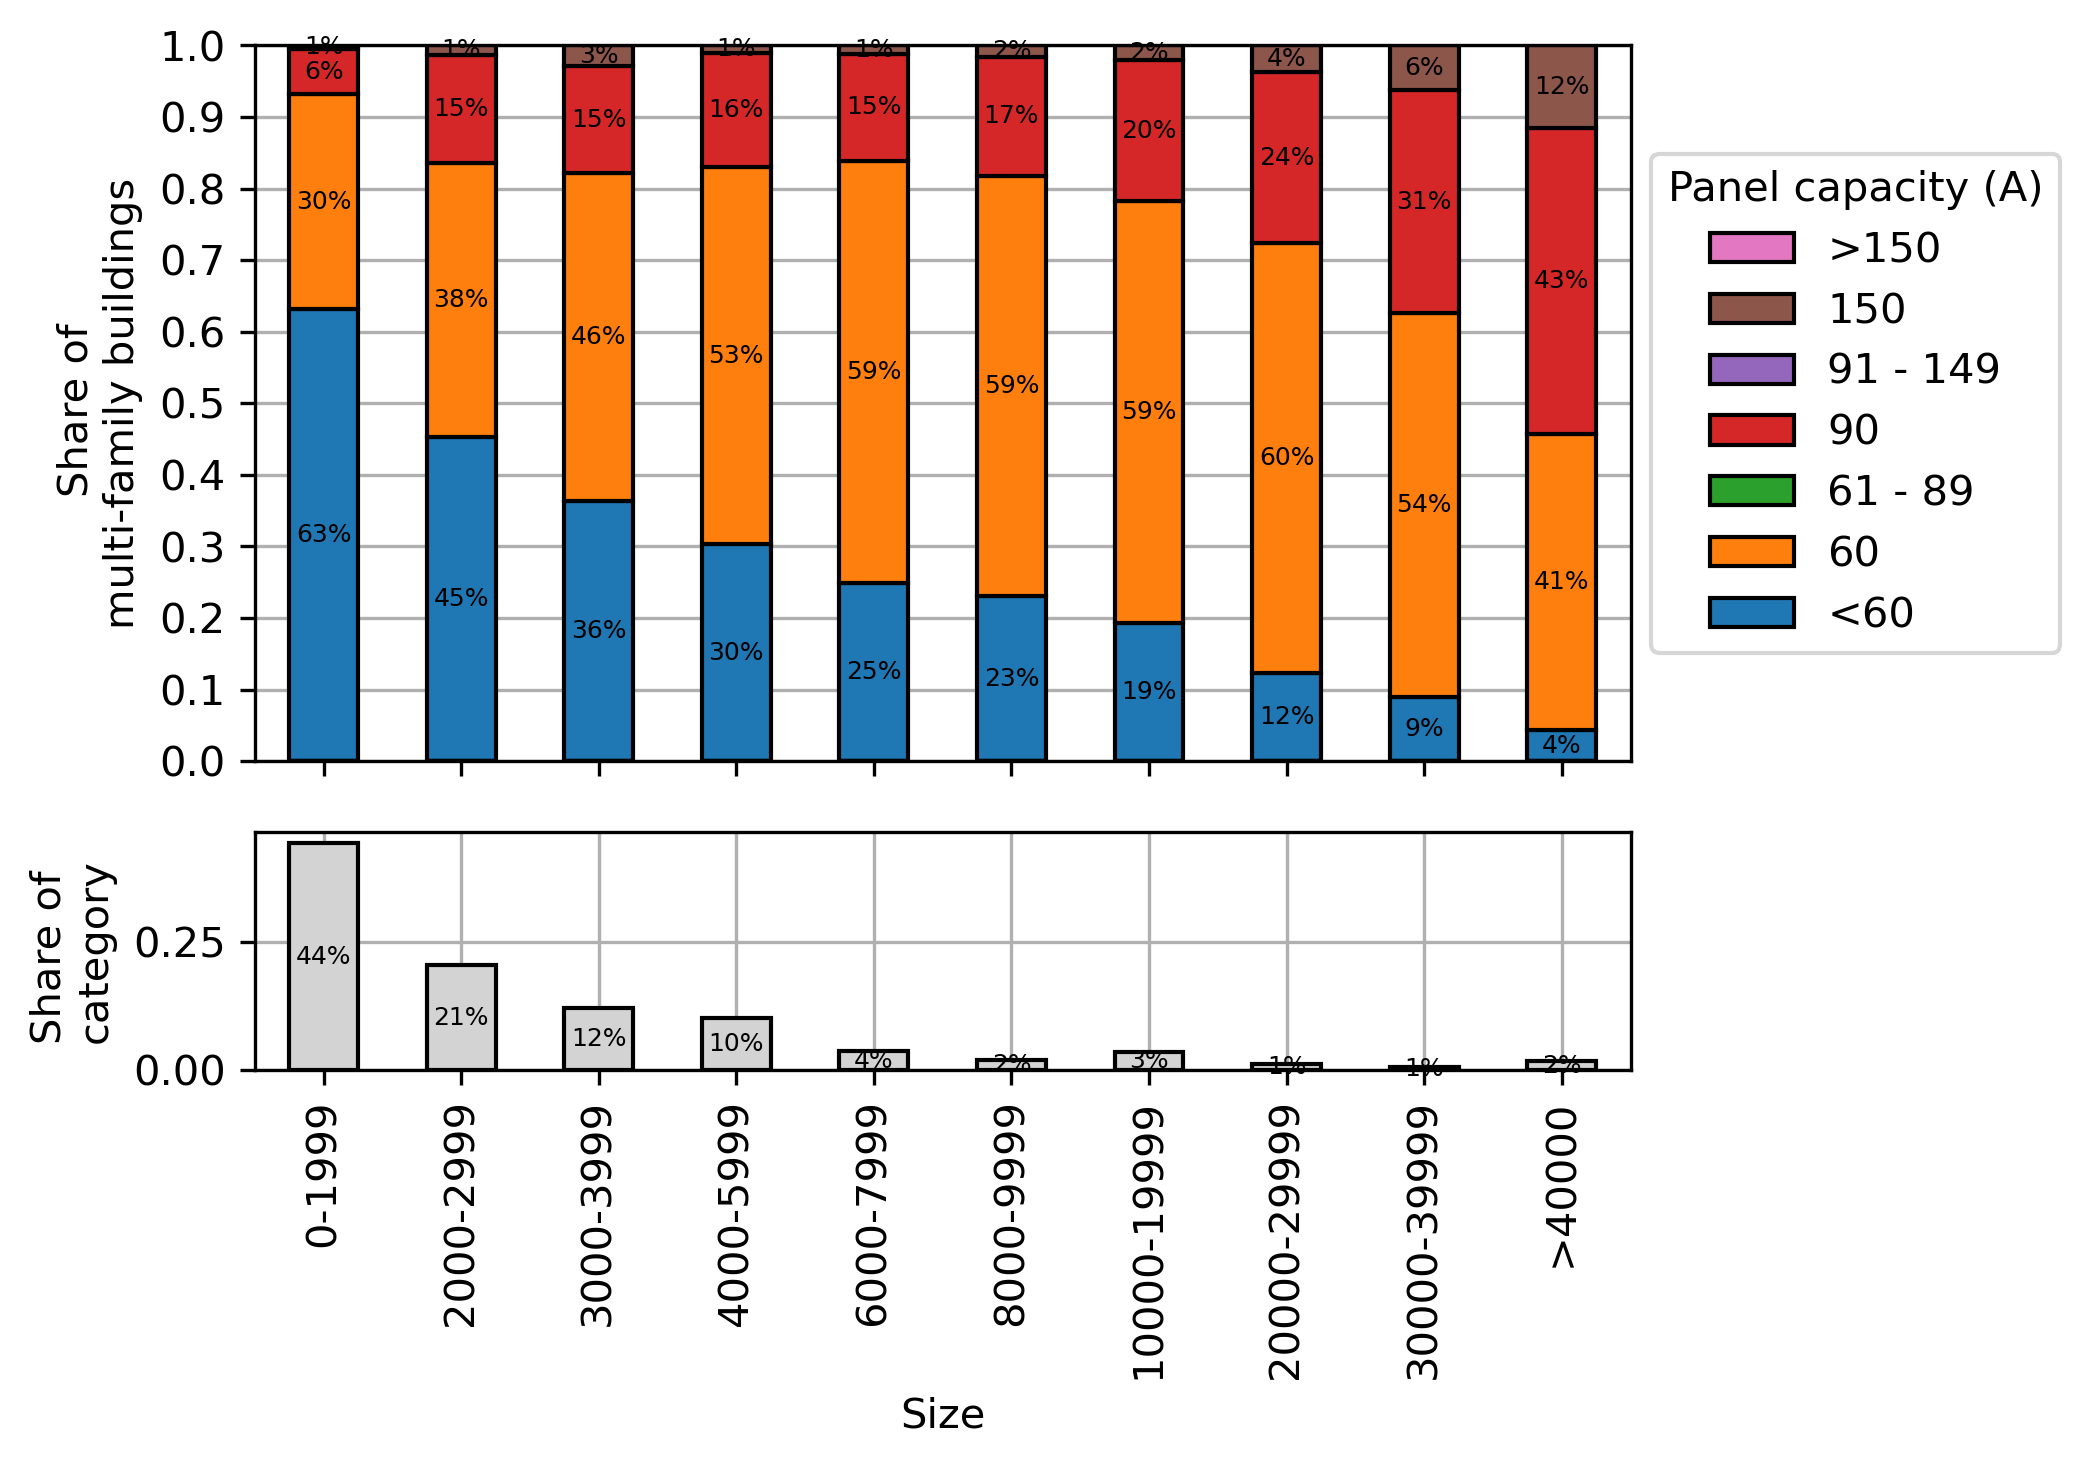 1.0
0.9
0.8
0.7
0.6
0.5
0.4
0.3
0.2
0.1
0.0
Share of
multi-family buildings
1% 1% 3% 1% 1% 2% 2% 4% 6% 12%
6% 15% 15% 16% 15% 17% 20% 24% 31% 43%
30% 38% 46% 53% 59% 59% 59% 60% 54% 41%
63% 45% 36% 30% 25% 23% 19% 12% 9% 4%
Panel capacity (A)
>150
150
91 - 149
90
61 - 89
60
<60
Share of
category
0.25
0.00
44% 21% 12% 10% 4% 2% 3% 1% 1% 2%
0-1999
2000-2999
3000-3999
4000-5999
6000-7999
8000-9999
10000-19999
20000-29999
30000-39999
>40000
Size